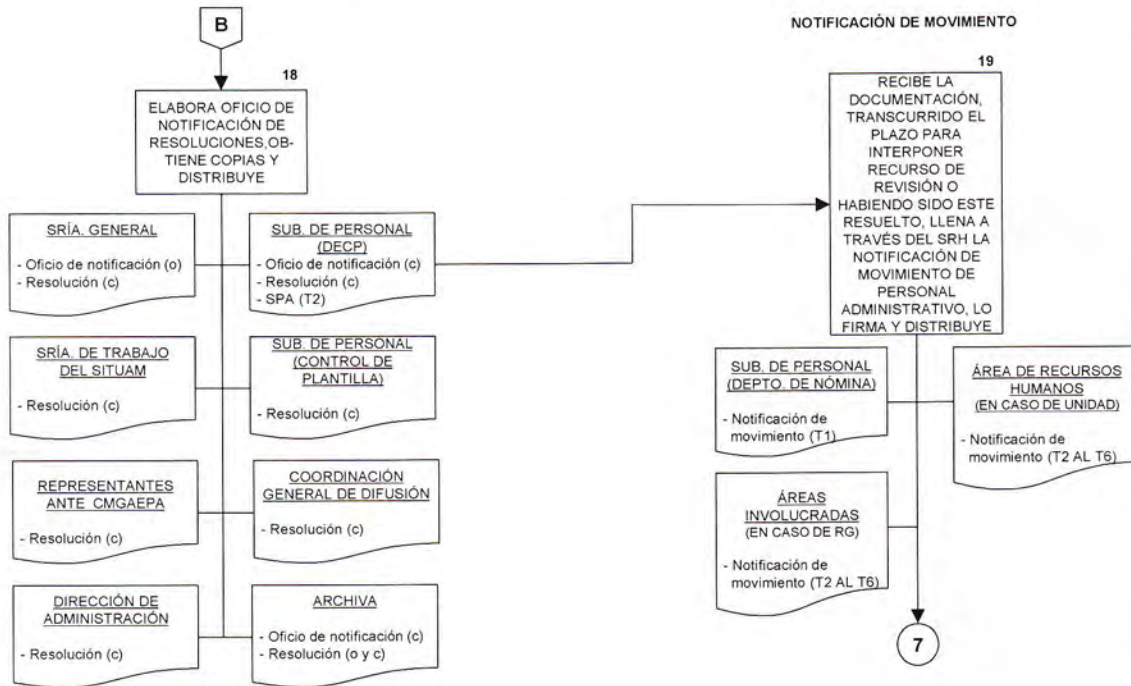 B
18
ELABORA OFICIO DE
NOTIFICACIÓN DE
RESOLUCIONES,OB-
TIENE COPIAS Y
DISTRIBUYE
SRÍA. GENERAL
- Oficio de notificación (o)
- Resolución (c)
SUB. DE PERSONAL
(DECP)
- Oficio de notificación (c)
- Resolución (c)
- SPA (T2)
SRÍA. DE TRABAJO
DEL SITUAM
- Resolución (c)
SUB. DE PERSONAL
(CONTROL DE
PLANTILLA)
- Resolución (c)
REPRESENTANTES
ANTE CMGAEPA
- Resolución (c)
COORDINACIÓN
GENERAL DE DIFUSIÓN
- Resolución (c)
DIRECCIÓN DE
ADMINISTRACIÓN
- Resolución (c)
ARCHIVA
- Oficio de notificación (c)
- Resolución (o y c)
NOTIFICACIÓN DE MOVIMIENTO
19
RECIBE LA
DOCUMENTACIÓN,
TRANSCURRIDO EL
PLAZO PARA
INTERPONER
RECURSO DE
REVISIÓN O
HABIENDO SIDO ESTE
RESUELTO, LLENA A
TRAVÉS DEL SRH LA
NOTIFICACIÓN DE
MOVIMIENTO DE
PERSONAL
ADMINISTRATIVO, LO
FIRMA Y DISTRIBUYE
SUB. DE PERSONAL
(DEPTO. DE NÓMINA)
- Notificación de
movimiento (T1)
ÁREA DE RECURSOS
HUMANOS
(EN CASO DE UNIDAD)
- Notificación de
movimiento (T2 AL T6)
ÁREAS
INVOLUCRADAS
(EN CASO DE RG)
- Notificación de
movimiento (T2 AL T6)
7